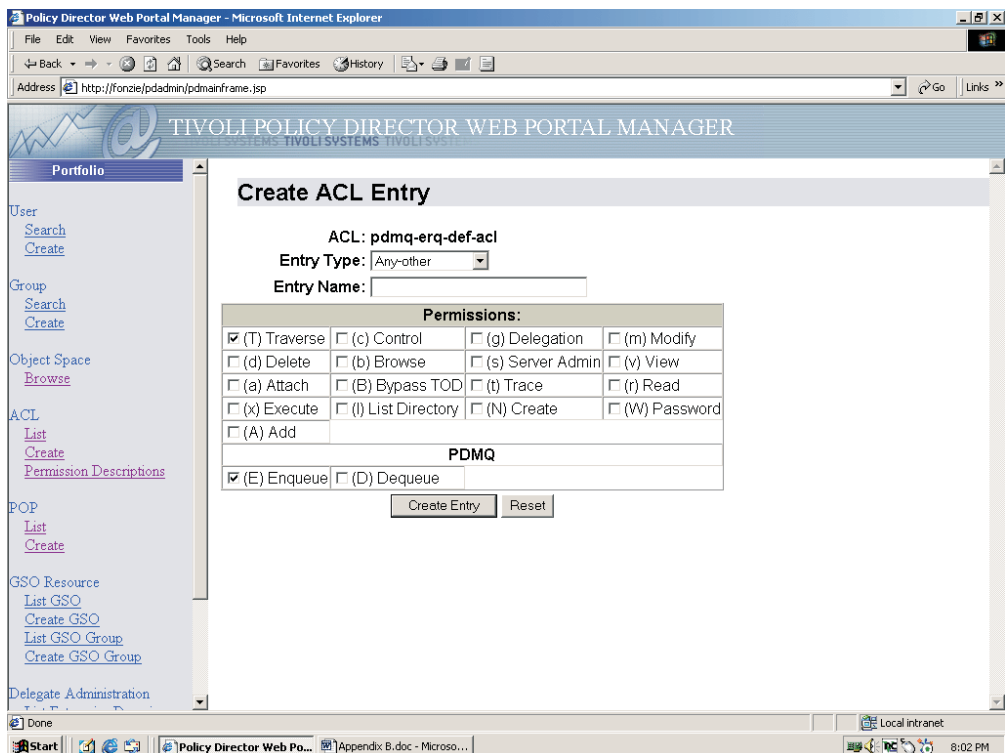 Policy Director Web Portal Manager - Microsoft Internet Explorer
File Edit View Favorites Tools Help
Back Search Favorites History
Address http://fonzie/pdadmin/pdmainframe.jsp Go Links »
TIVOLI POLICY DIRECTOR WEB PORTAL MANAGER
TIVOLI SYSTEMS
Portfolio
User
Search
Create
Group
Search
Create
Object Space
Browse
ACL
List
Create
Permission Descriptions
POP
List
Create
GSO Resource
List GSO
Create GSO
List GSO Group
Create GSO Group
Delegate Administration
Create ACL Entry
ACL: pdmq-erq-def-acl
Entry Type: Any-other
Entry Name:
Permissions:
(T) Traverse (c) Control (g) Delegation (m) Modify
(d) Delete (b) Browse (s) Server Admin (v) View
(a) Attach (B) Bypass TOD (t) Trace (r) Read
(x) Execute (l) List Directory (N) Create (W) Password
(A) Add
PDMQ
(E) Enqueue (D) Dequeue
Create Entry Reset
Done Local intranet
Start Policy Director Web Po... Appendix B.doc - Microso... 8:02 PM